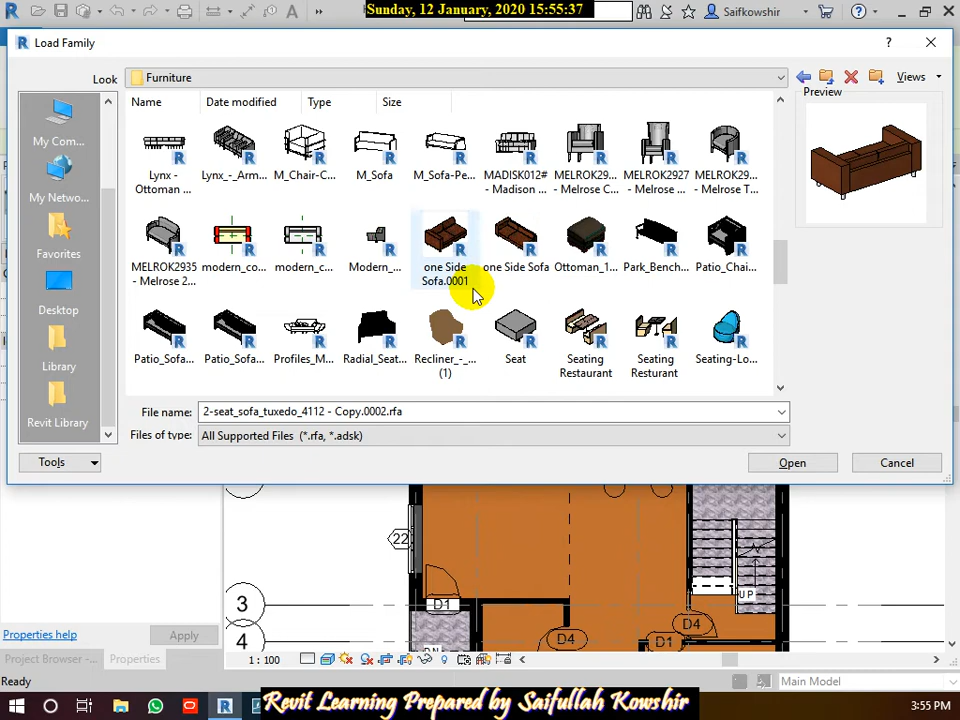 Sunday, 12 January, 2020 15:55:37
Saifkowshir
Load Family
Look
Furniture
Views
Name
Date modified
Type
Size
Preview
My Com...
My Netwo...
Favorites
Desktop
Library
Revit Library
Lynx - Ottoman ...
Lynx_-_Arm...
M_Chair-C...
M_Sofa
M_Sofa-Pe...
MADISK012# - Madison ...
MELROK29... - Melrose C...
MELROK2927 - Melrose ...
MELROK29... - Melrose T...
MELROK2935 - Melrose 2...
modern_co...
modern_c...
Modern_...
one Side Sofa.0001
one Side Sofa
Ottoman_1...
Park_Bench...
Patio_Chai...
Patio_Sofa...
Patio_Sofa...
Profiles_M...
Radial_Seat...
Recliner_-_... (1)
Seat
Seating Restaurant
Seating Resturant
Seating-Lo...
File name:
2-seat_sofa_tuxedo_4112 - Copy.0002.rfa
Files of type:
All Supported Files (*.rfa, *.adsk)
Tools
Open
Cancel
22
3
4
D1
D4
D1
D4
UP
DN
Properties help
Apply
Project Browser -...
Properties
1 : 100
Ready
Main Model
Revit Learning Prepared by Saifullah Kowshir
3:55 PM